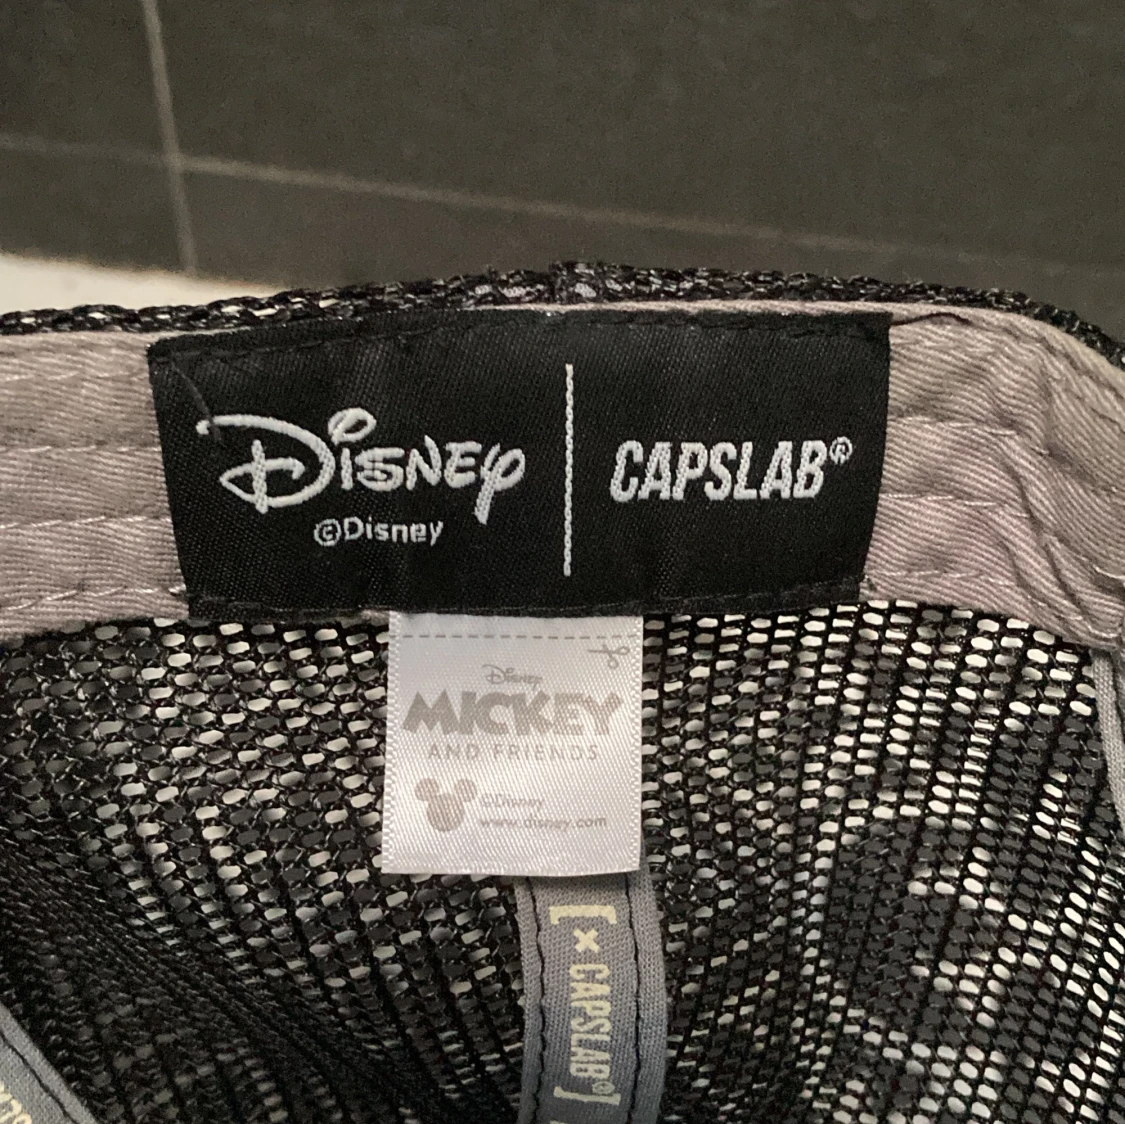 Disney
©Disney
CAPSLAB®
Disney
MICKEY
AND FRIENDS
©Disney
www.disney.com
[ × CAPSLAB® ]